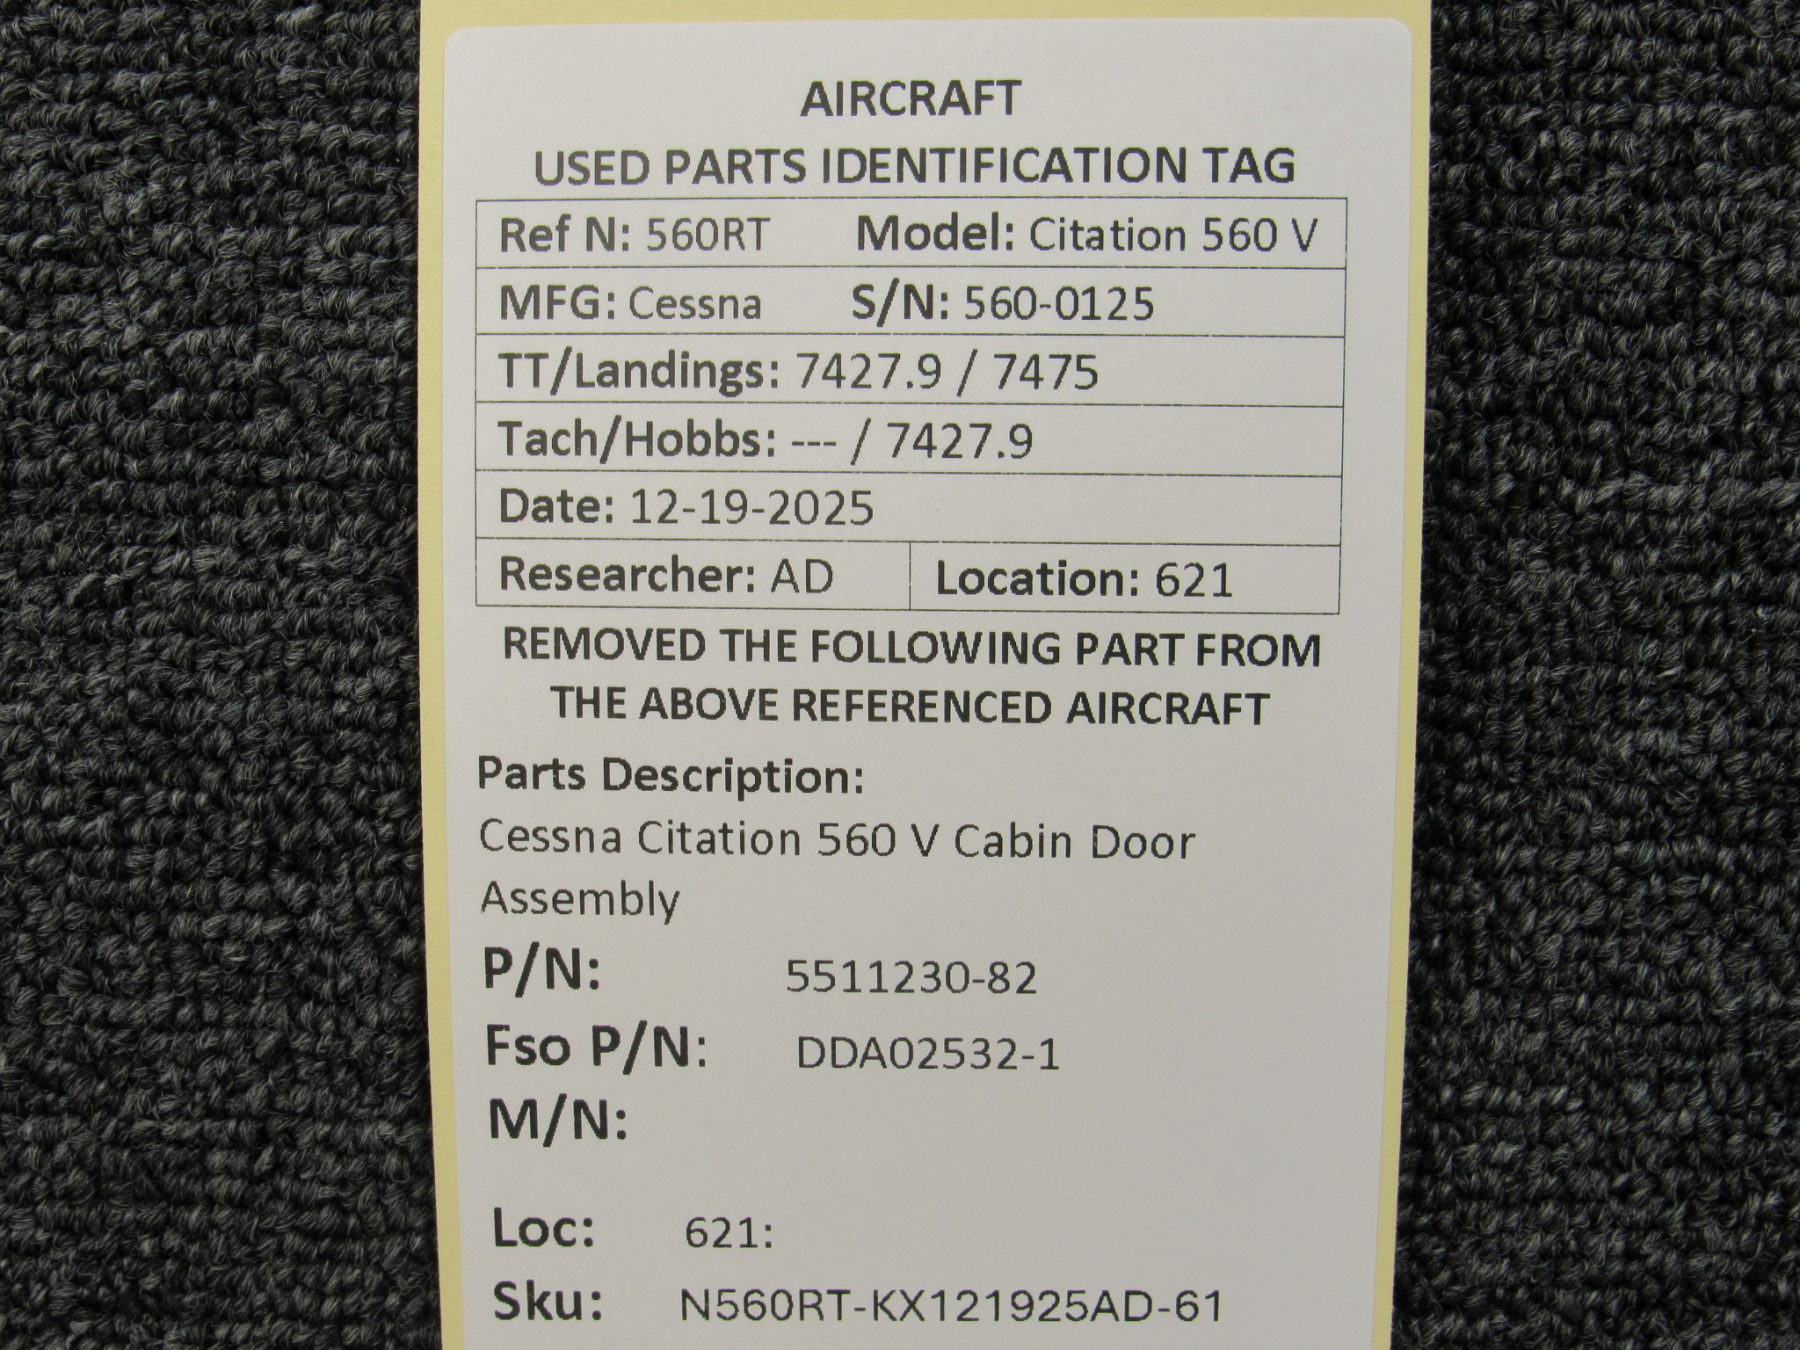 AIRCRAFT
USED PARTS IDENTIFICATION TAG
Ref N: 560RT Model: Citation 560 V
MFG: Cessna S/N: 560-0125
TT/Landings: 7427.9 / 7475
Tach/Hobbs: --- / 7427.9
Date: 12-19-2025
Researcher: AD Location: 621
REMOVED THE FOLLOWING PART FROM
THE ABOVE REFERENCED AIRCRAFT
Parts Description:
Cessna Citation 560 V Cabin Door
Assembly
P/N: 5511230-82
Fso P/N: DDA02532-1
M/N:
Loc: 621:
Sku: N560RT-KX121925AD-61